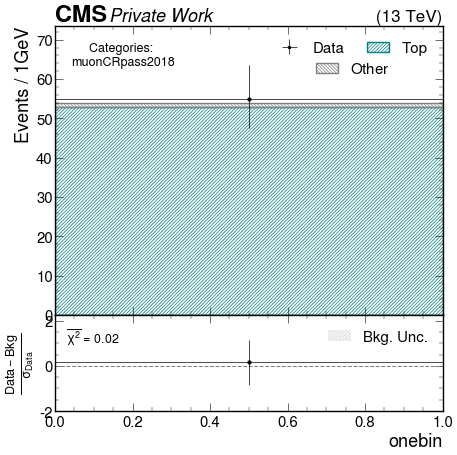 CMS Private Work (13 TeV)
Categories:
muonCRpass2018
Data
Top
Other
Events / 1GeV
70
60
50
40
30
20
10
0
χ² = 0.02
Bkg. Unc.
Data − Bkg
σData
2
0
-2
0.0 0.2 0.4 0.6 0.8 1.0
onebin